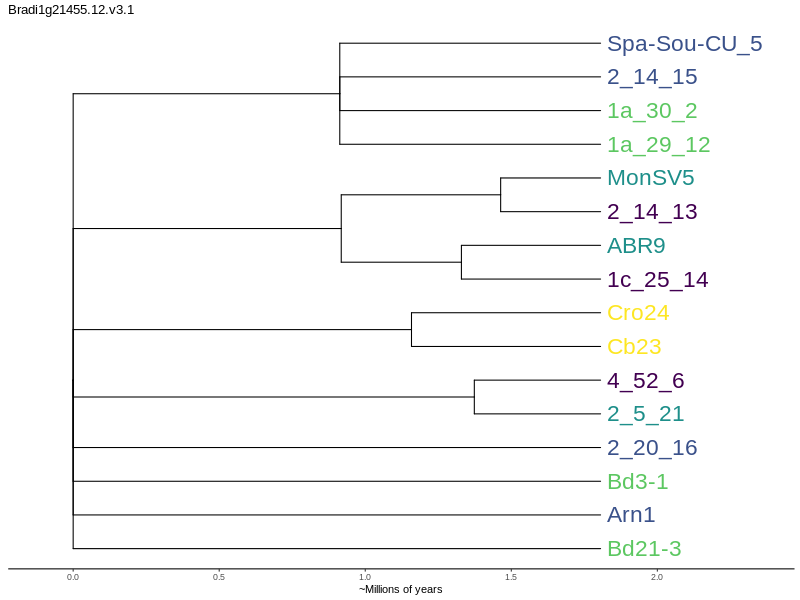 Bradi1g21455.12.v3.1
Spa-Sou-CU_5
2_14_15
1a_30_2
1a_29_12
MonSV5
2_14_13
ABR9
1c_25_14
Cro24
Cb23
4_52_6
2_5_21
2_20_16
Bd3-1
Arn1
Bd21-3
0.0 0.5 1.0 1.5 2.0
~Millions of years